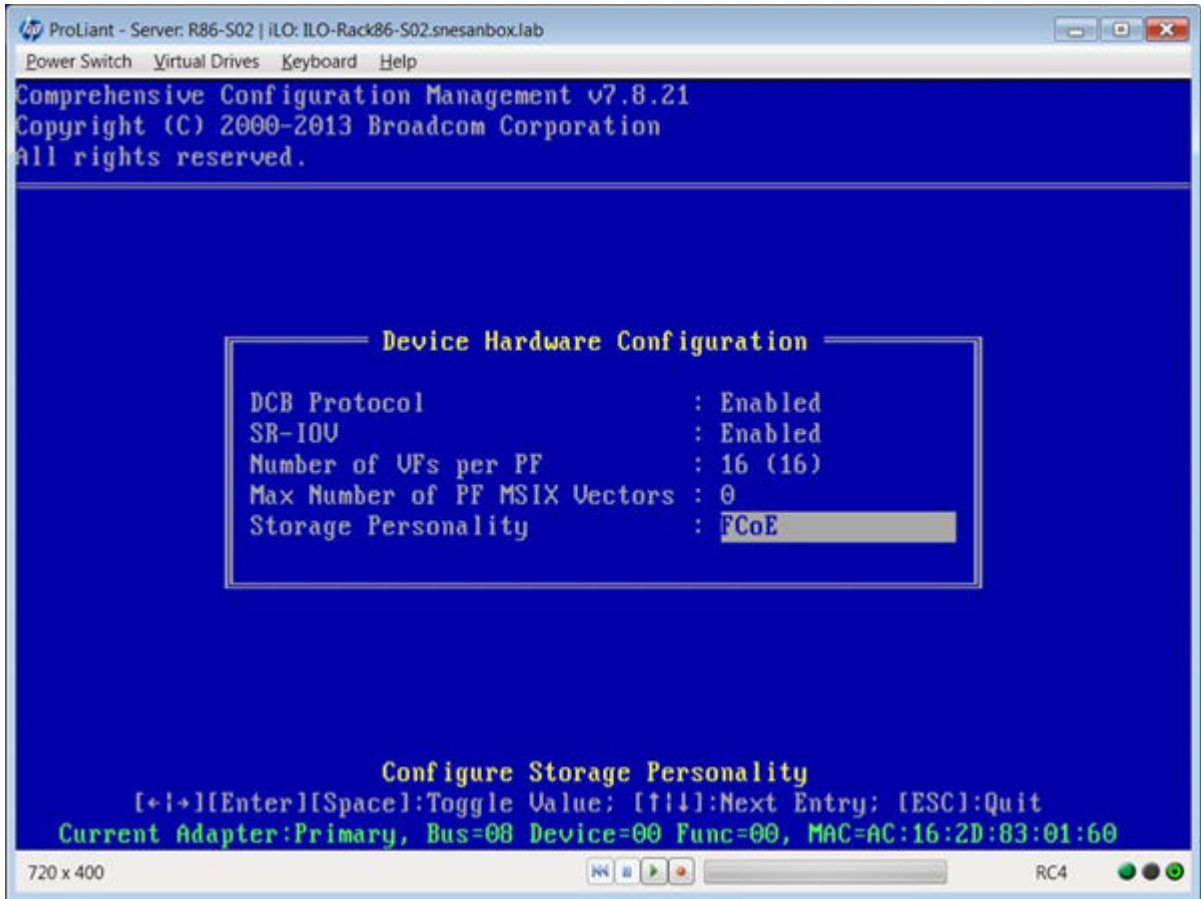 ProLiant - Server: R86-S02 | iLO: ILO-Rack86-S02.snesanbox.lab
Power Switch Virtual Drives Keyboard Help
Comprehensive Configuration Management v7.8.21
Copyright (C) 2000-2013 Broadcom Corporation
All rights reserved.
Device Hardware Configuration
DCB Protocol : Enabled
SR-IOV : Enabled
Number of VFs per PF : 16 (16)
Max Number of PF MSIX Vectors : 0
Storage Personality : FCoE
Configure Storage Personality
[←|→][Enter][Space]:Toggle Value; [↑|↓]:Next Entry; [ESC]:Quit
Current Adapter:Primary, Bus=08 Device=00 Func=00, MAC=AC:16:2D:83:01:60
720 x 400 RC4